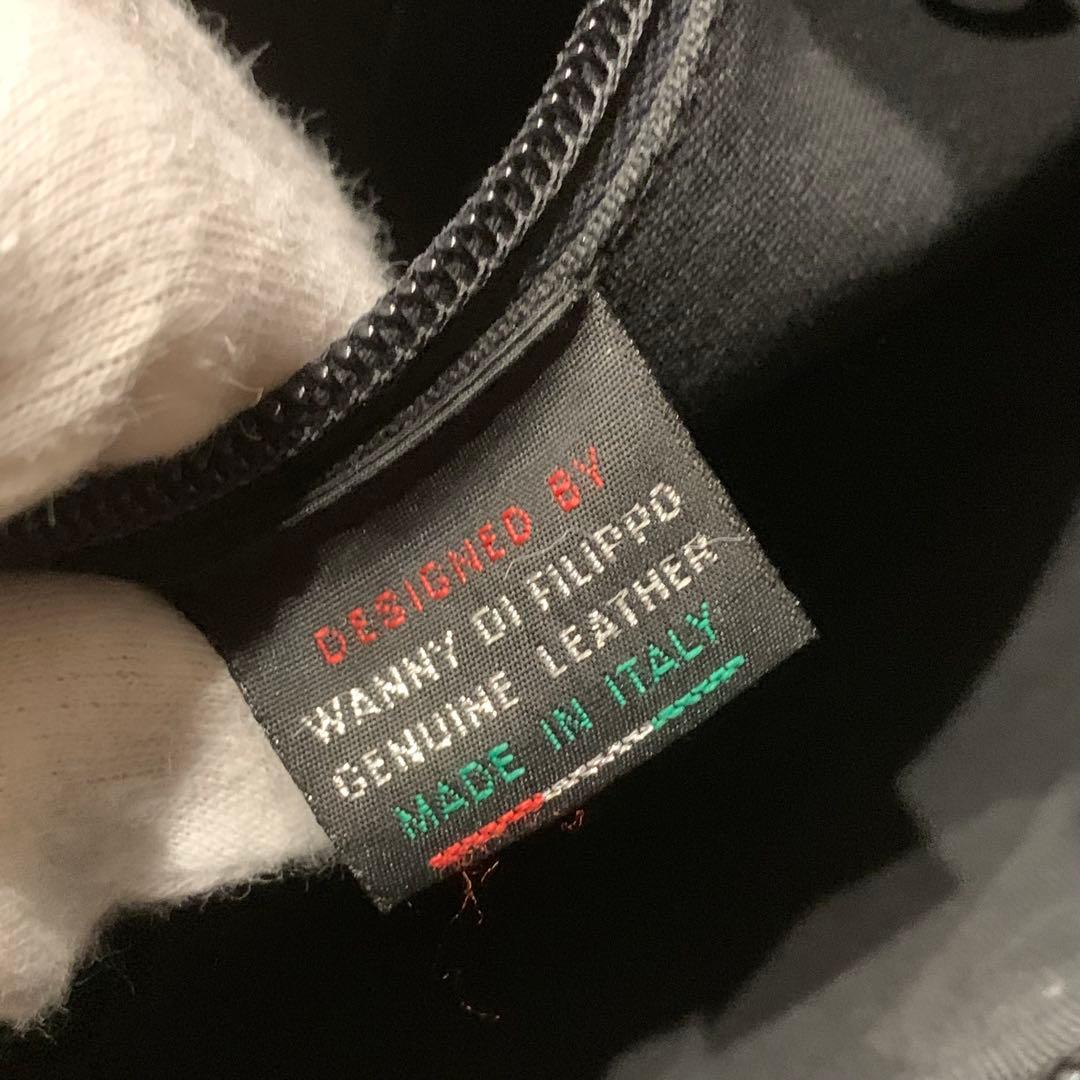 DESIGNED BY
WANNY DI FILIPPO
GENUINE LEATHER
MADE IN ITALY